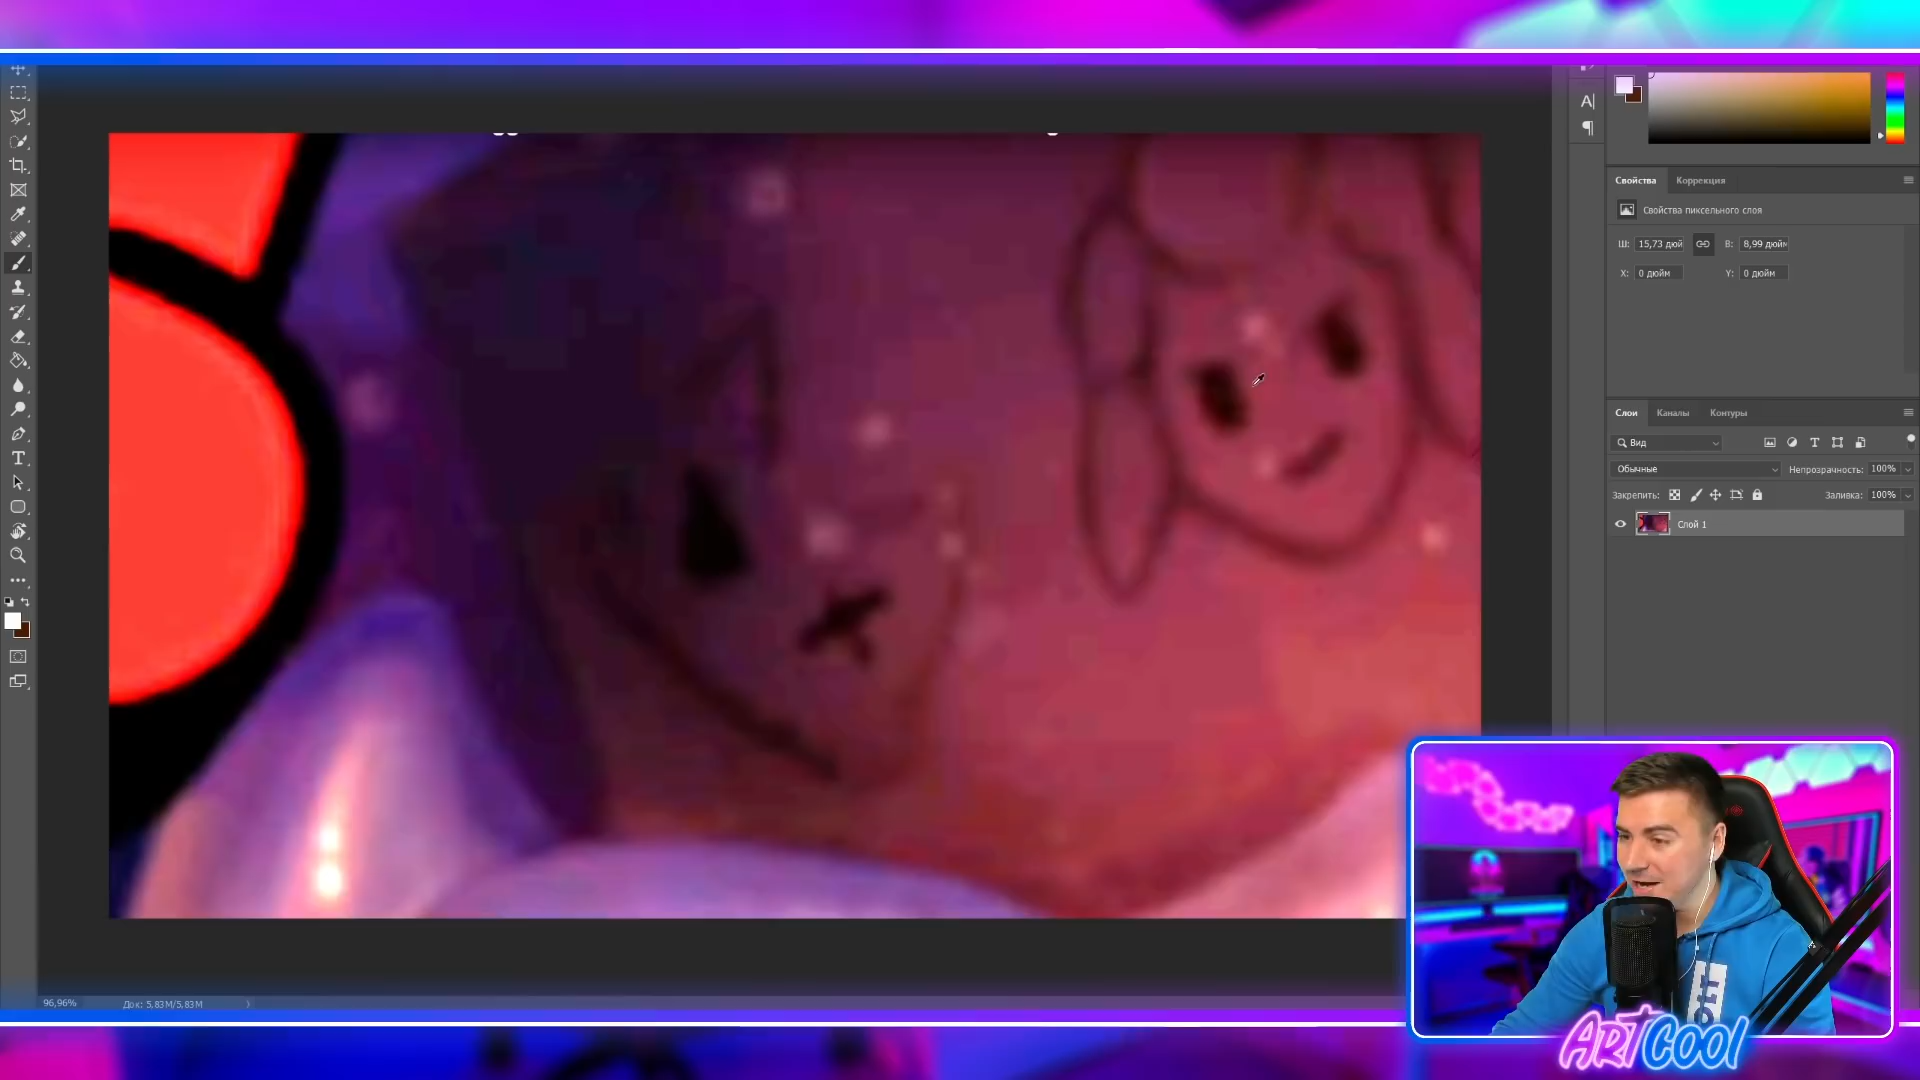 A|
Свойства
Коррекция
Свойства пиксельного слоя
Ш: 15,73 дюй
В: 8,99 дюйм
X: 0 дюйм
Y: 0 дюйм
Слои
Каналы
Контуры
Вид
Обычные
Непрозрачность: 100%
Закрепить:
Заливка: 100%
Слой 1
96,96%
Док: 5,83M/5,83M
ARTCOOL